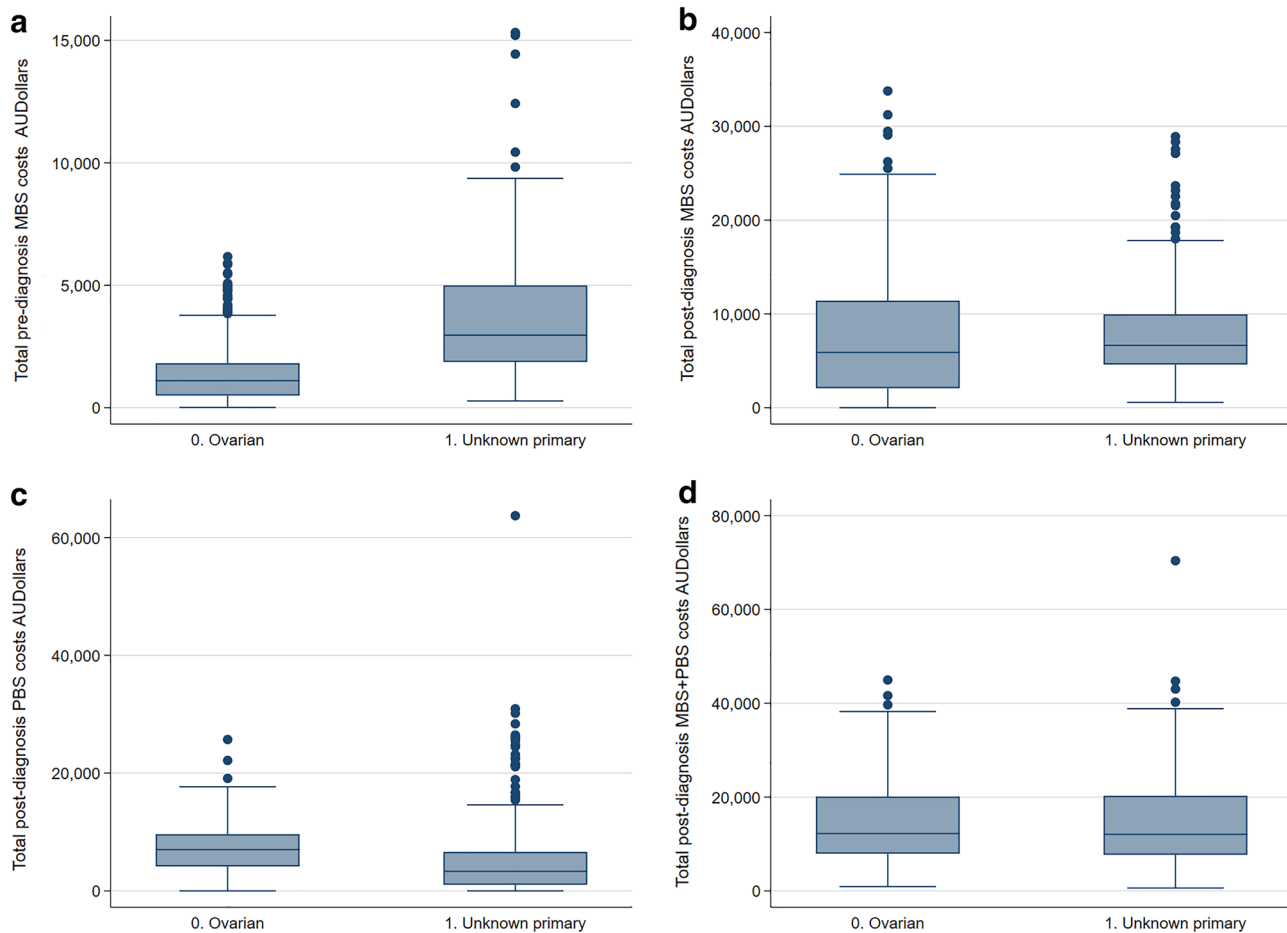 a
Total pre-diagnosis MBS costs AUDollars
15,000
10,000
5,000
0
0. Ovarian
1. Unknown primary
b
Total post-diagnosis MBS costs AUDollars
40,000
30,000
20,000
10,000
0
0. Ovarian
1. Unknown primary
c
Total post-diagnosis PBS costs AUDollars
60,000
40,000
20,000
0
0. Ovarian
1. Unknown primary
d
Total post-diagnosis MBS+PBS costs AUDollars
80,000
60,000
40,000
20,000
0
0. Ovarian
1. Unknown primary